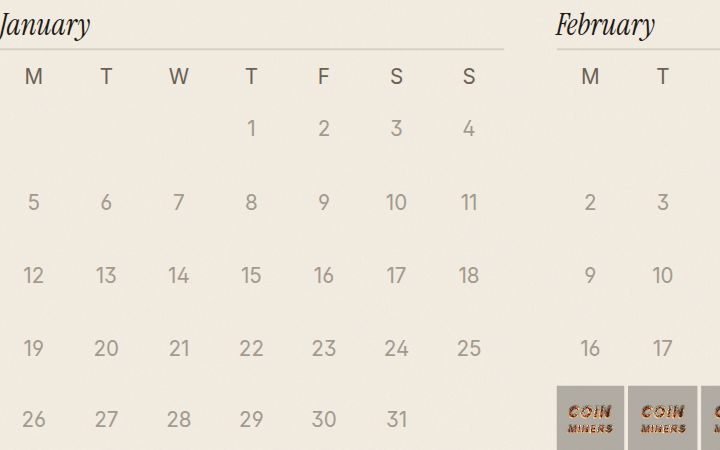 January
M T W T F S S
1 2 3 4
5 6 7 8 9 10 11
12 13 14 15 16 17 18
19 20 21 22 23 24 25
26 27 28 29 30 31
February
M T
2 3
9 10
16 17
COIN MINERS COIN MINERS